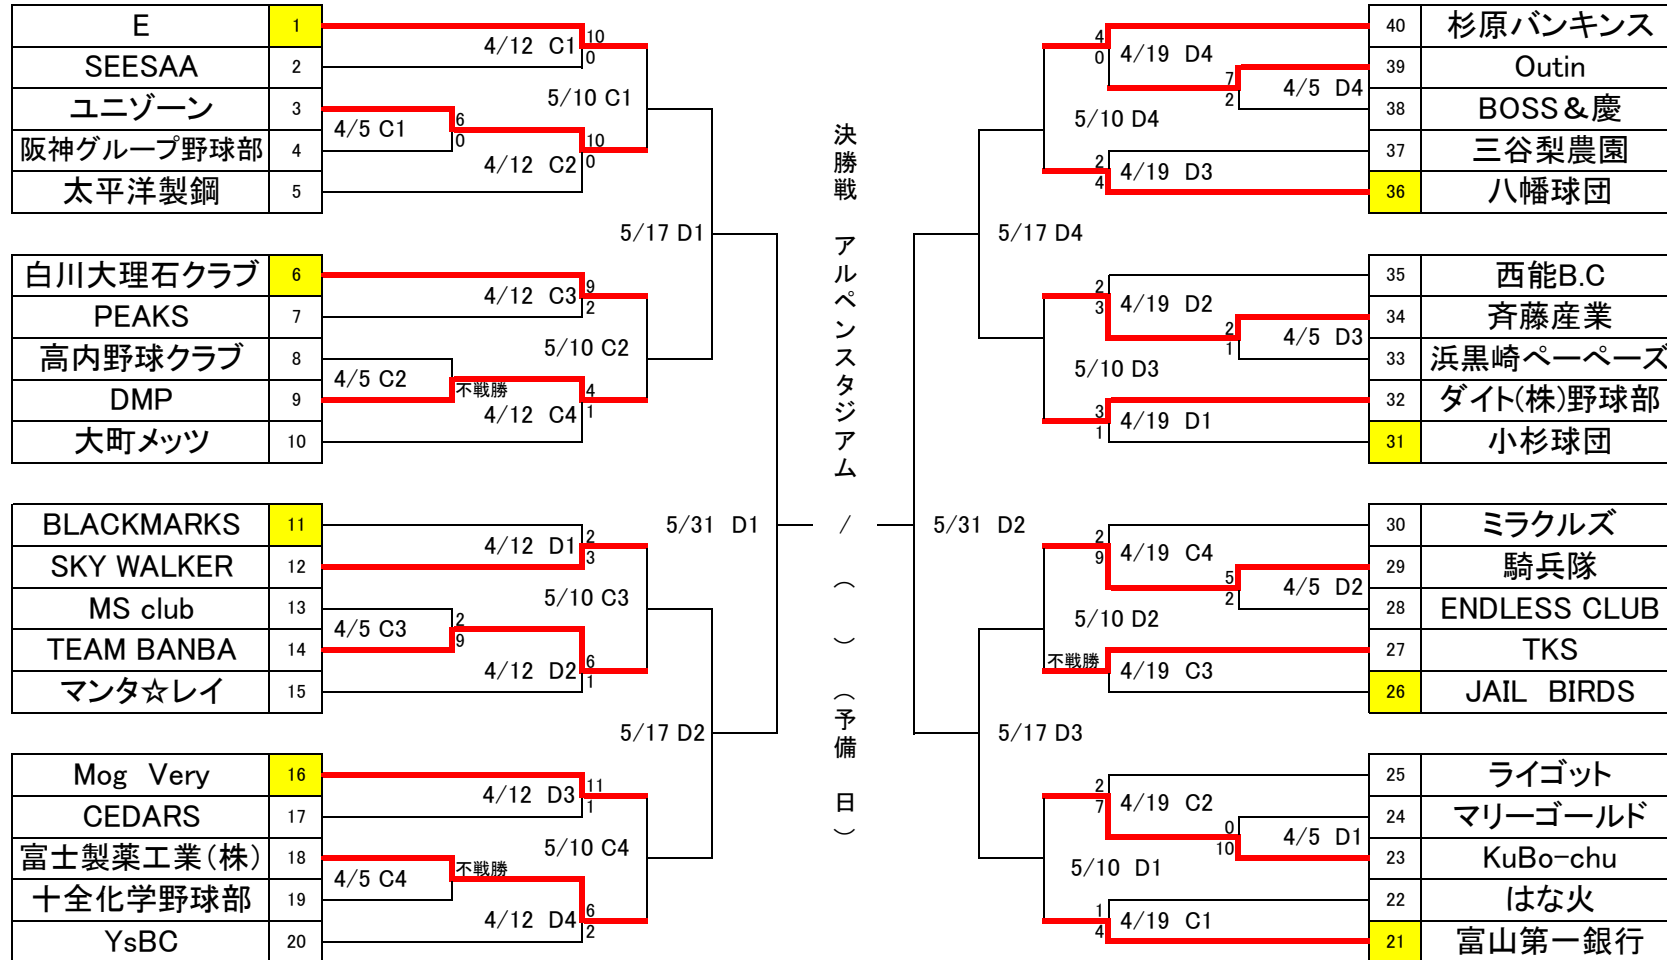 E 1
SEESAA 2
ユニゾーン 3
阪神グループ野球部 4
太平洋製鋼 5
4/12 C1
10
0
4/5 C1
6
0
4/12 C2
10
0
5/10 C1
白川大理石クラブ 6
PEAKS 7
高内野球クラブ 8
DMP 9
大町メッツ 10
4/12 C3
9
2
4/5 C2
不戦勝
4/12 C4
4
1
5/10 C2
5/17 D1
BLACKMARKS 11
SKY WALKER 12
MS club 13
TEAM BANBA 14
マンタ☆レイ 15
4/12 D1
2
3
4/5 C3
2
9
4/12 D2
6
1
5/10 C3
Mog Very 16
CEDARS 17
富士製薬工業(株) 18
十全化学野球部 19
YsBC 20
4/12 D3
11
1
4/5 C4
不戦勝
4/12 D4
6
2
5/10 C4
5/17 D2
5/31 D1
決勝戦 アルペンスタジアム / ( ) (予備 日)
40 杉原バンキンス
39 Outin
38 BOSS&慶
37 三谷梨農園
36 八幡球団
4
0
4/19 D4
7
2
4/5 D4
2
4
4/19 D3
5/10 D4
35 西能B.C
34 斉藤産業
33 浜黒崎ペーペーズ
32 ダイト(株)野球部
31 小杉球団
2
3
4/19 D2
2
1
4/5 D3
3
1
4/19 D1
5/10 D3
5/17 D4
30 ミラクルズ
29 騎兵隊
28 ENDLESS CLUB
27 TKS
26 JAIL BIRDS
2
9
4/19 C4
5
2
4/5 D2
不戦勝
4/19 C3
5/10 D2
25 ライゴット
24 マリーゴールド
23 KuBo-chu
22 はな火
21 富山第一銀行
2
7
4/19 C2
0
10
4/5 D1
1
4
4/19 C1
5/10 D1
5/17 D3
5/31 D2